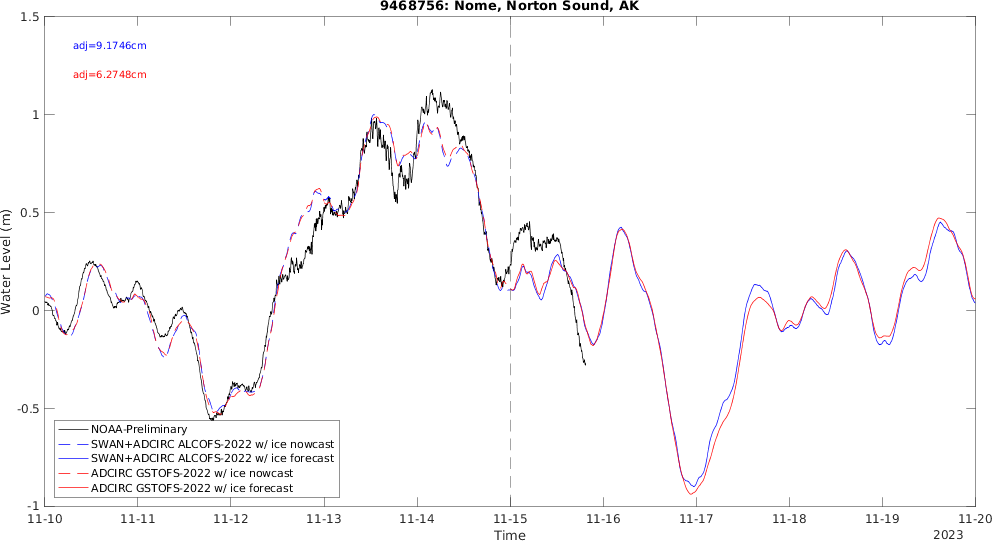 9468756: Nome, Norton Sound, AK
1.5
adj=9.1746cm
adj=6.2748cm
1
0.5
0
-0.5
-1
Water Level (m)
NOAA-Preliminary
SWAN+ADCIRC ALCOFS-2022 w/ ice nowcast
SWAN+ADCIRC ALCOFS-2022 w/ ice forecast
ADCIRC GSTOFS-2022 w/ ice nowcast
ADCIRC GSTOFS-2022 w/ ice forecast
11-10 11-11 11-12 11-13 11-14 11-15 11-16 11-17 11-18 11-19 11-20
Time
2023